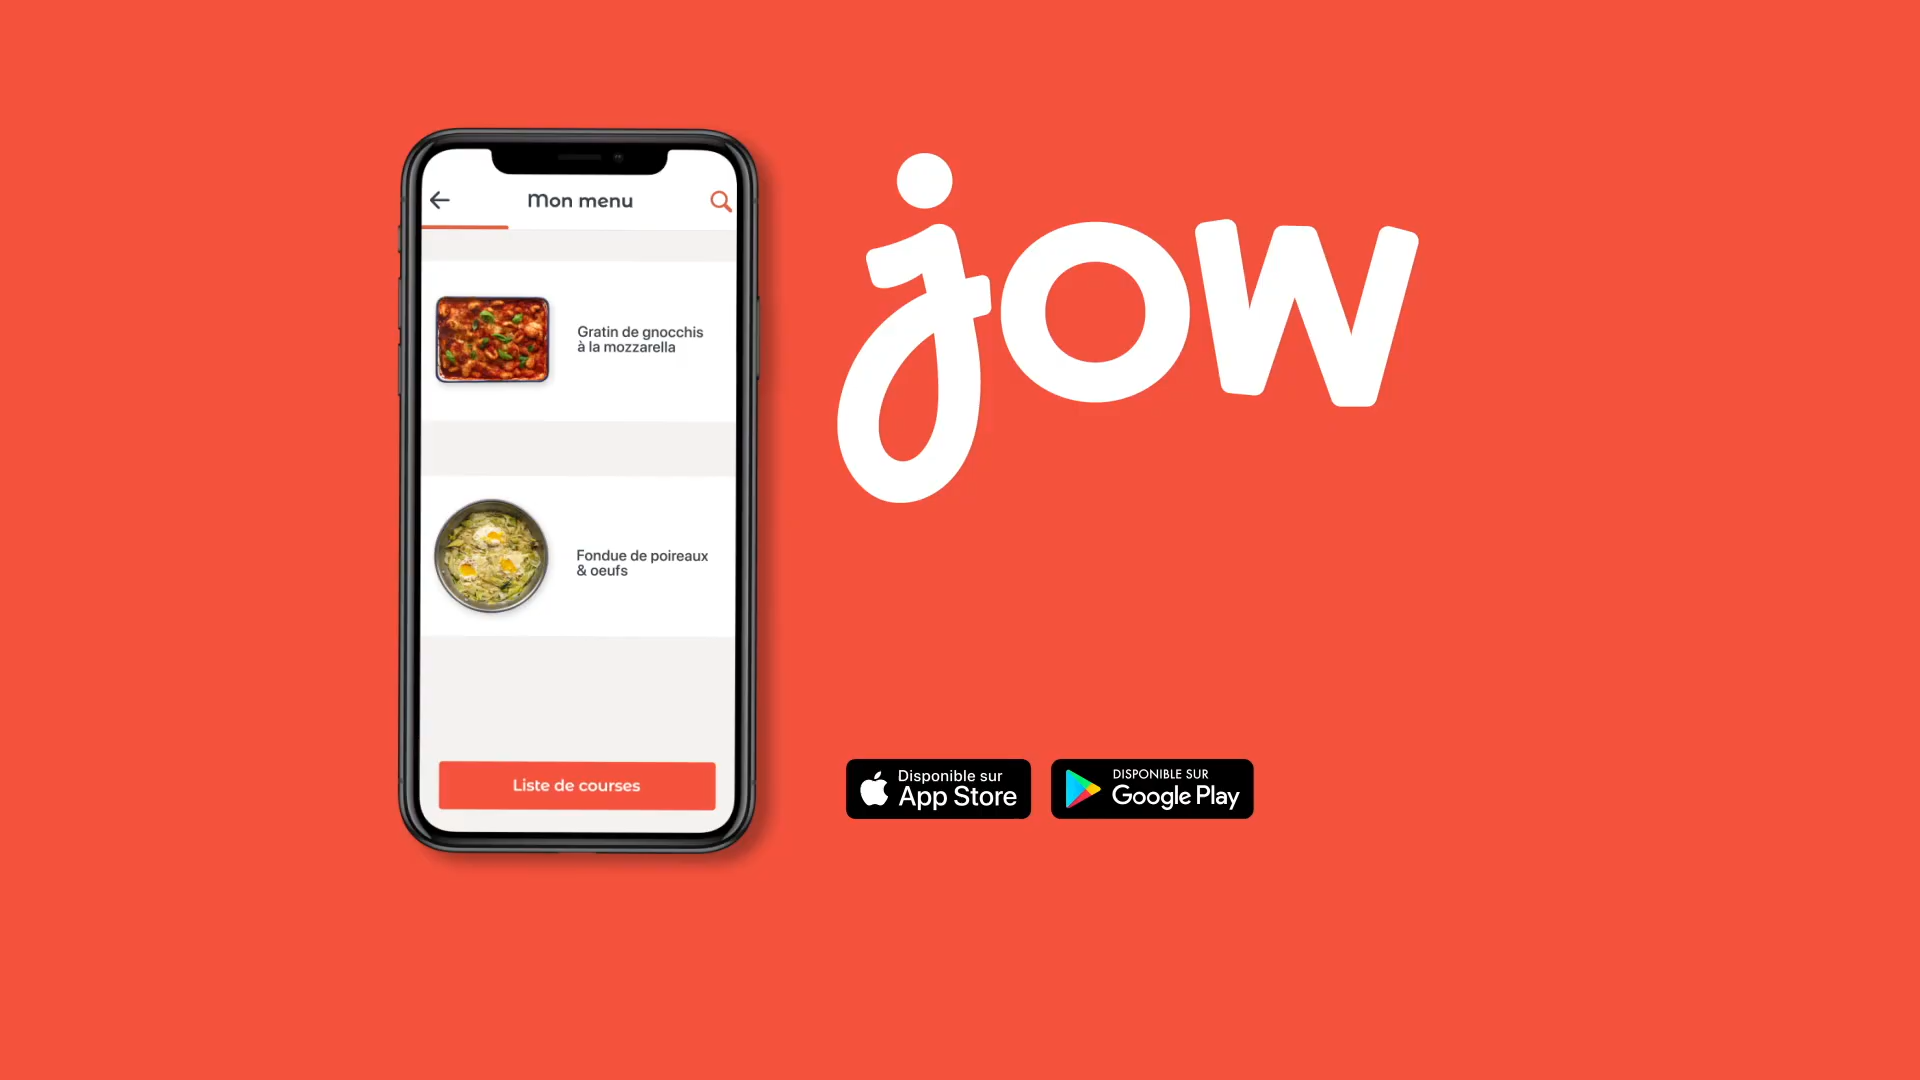 Mon menu
Gratin de gnocchis
à la mozzarella
Fondue de poireaux
& oeufs
Liste de courses
jow
Disponible sur
App Store
DISPONIBLE SUR
Google Play